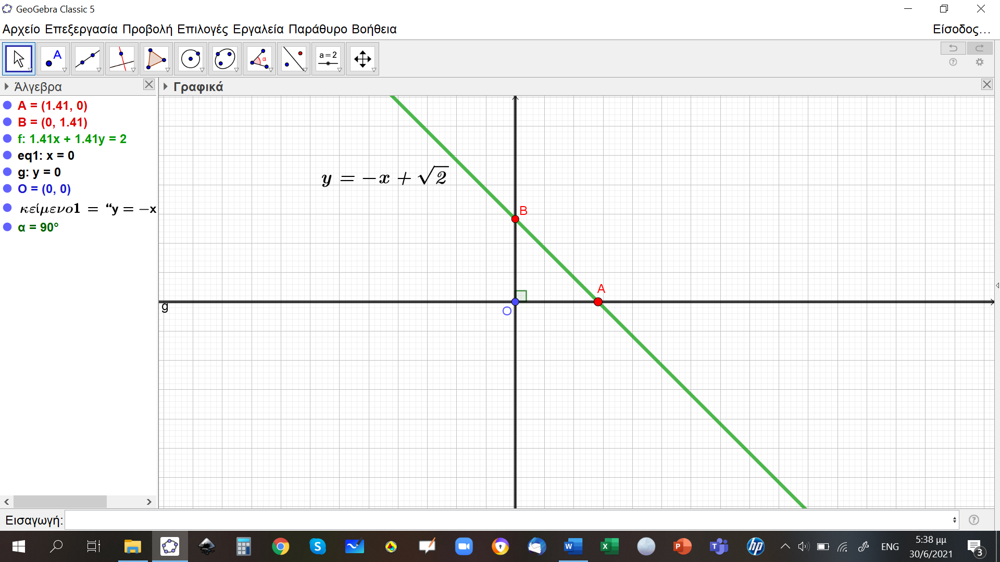 GeoGebra Classic 5
Αρχείο Επεξεργασία Προβολή Επιλογές Εργαλεία Παράθυρο Βοήθεια Είσοδος…
A α a = 2
Άλγεβρα
Γραφικά
A = (1.41, 0)
B = (0, 1.41)
f: 1.41x + 1.41y = 2
eq1: x = 0
g: y = 0
O = (0, 0)
κείμενο1 = “y = −x
α = 90°
y = −x + √2
B
A
O
g
Εισαγωγή:
ENG
5:38 μμ
30/6/2021
3